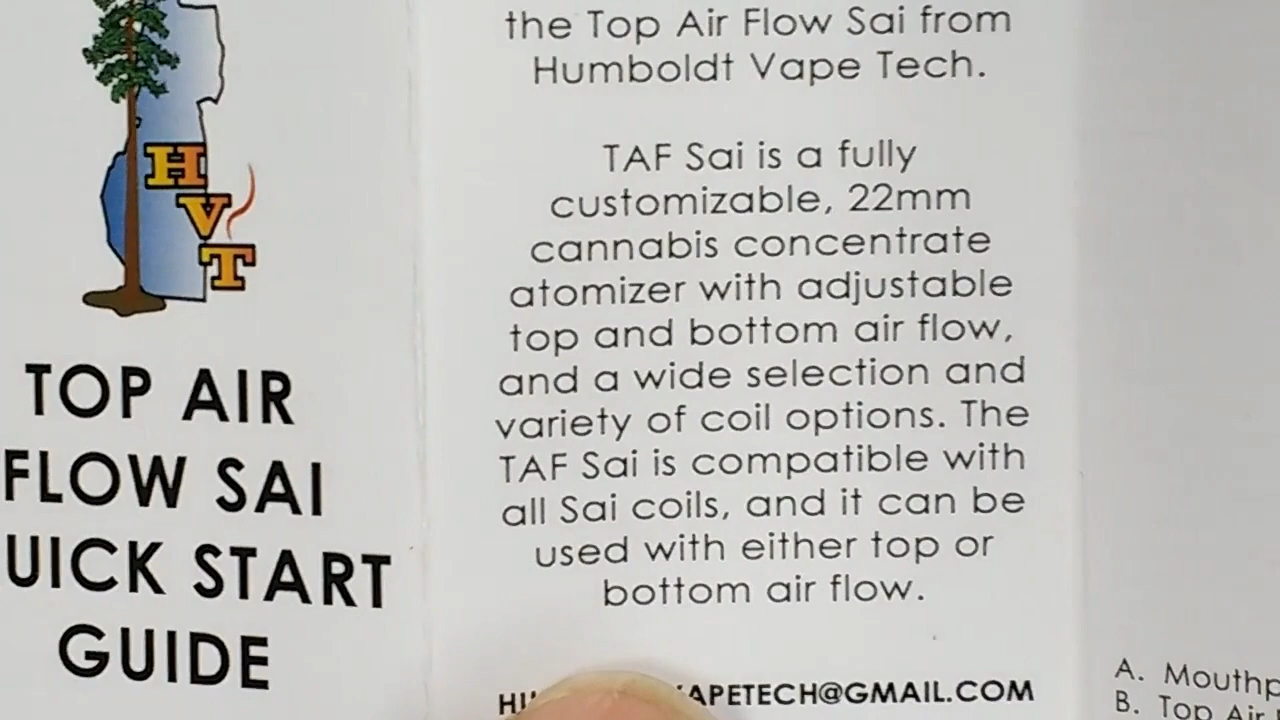 H
V
T
TOP AIR
FLOW SAI
UICK START
GUIDE
the Top Air Flow Sai from
Humboldt Vape Tech.
TAF Sai is a fully
customizable, 22mm
cannabis concentrate
atomizer with adjustable
top and bottom air flow,
and a wide selection and
variety of coil options. The
TAF Sai is compatible with
all Sai coils, and it can be
used with either top or
bottom air flow.
APETECH@GMAIL.COM
A. Mouthp
B. Top Air